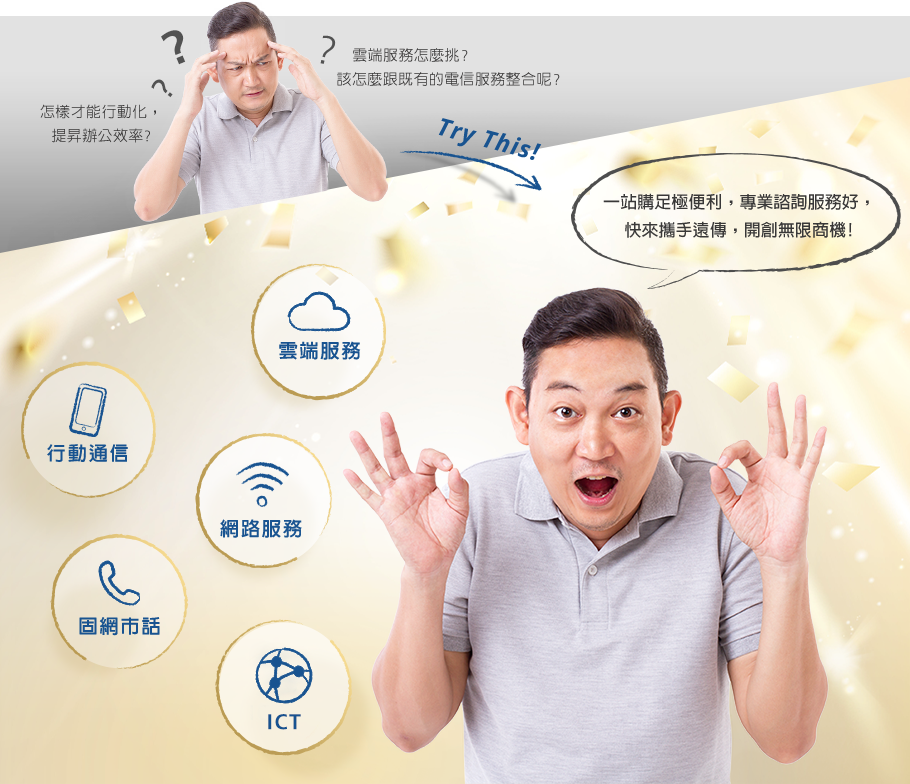 ?
?
?
雲端服務怎麼挑?
該怎麼跟既有的電信服務整合呢?
怎樣才能行動化，
提昇辦公效率?
Try This!
一站購足極便利，專業諮詢服務好，
快來攜手遠傳，開創無限商機!
雲端服務
行動通信
網路服務
固網市話
ICT